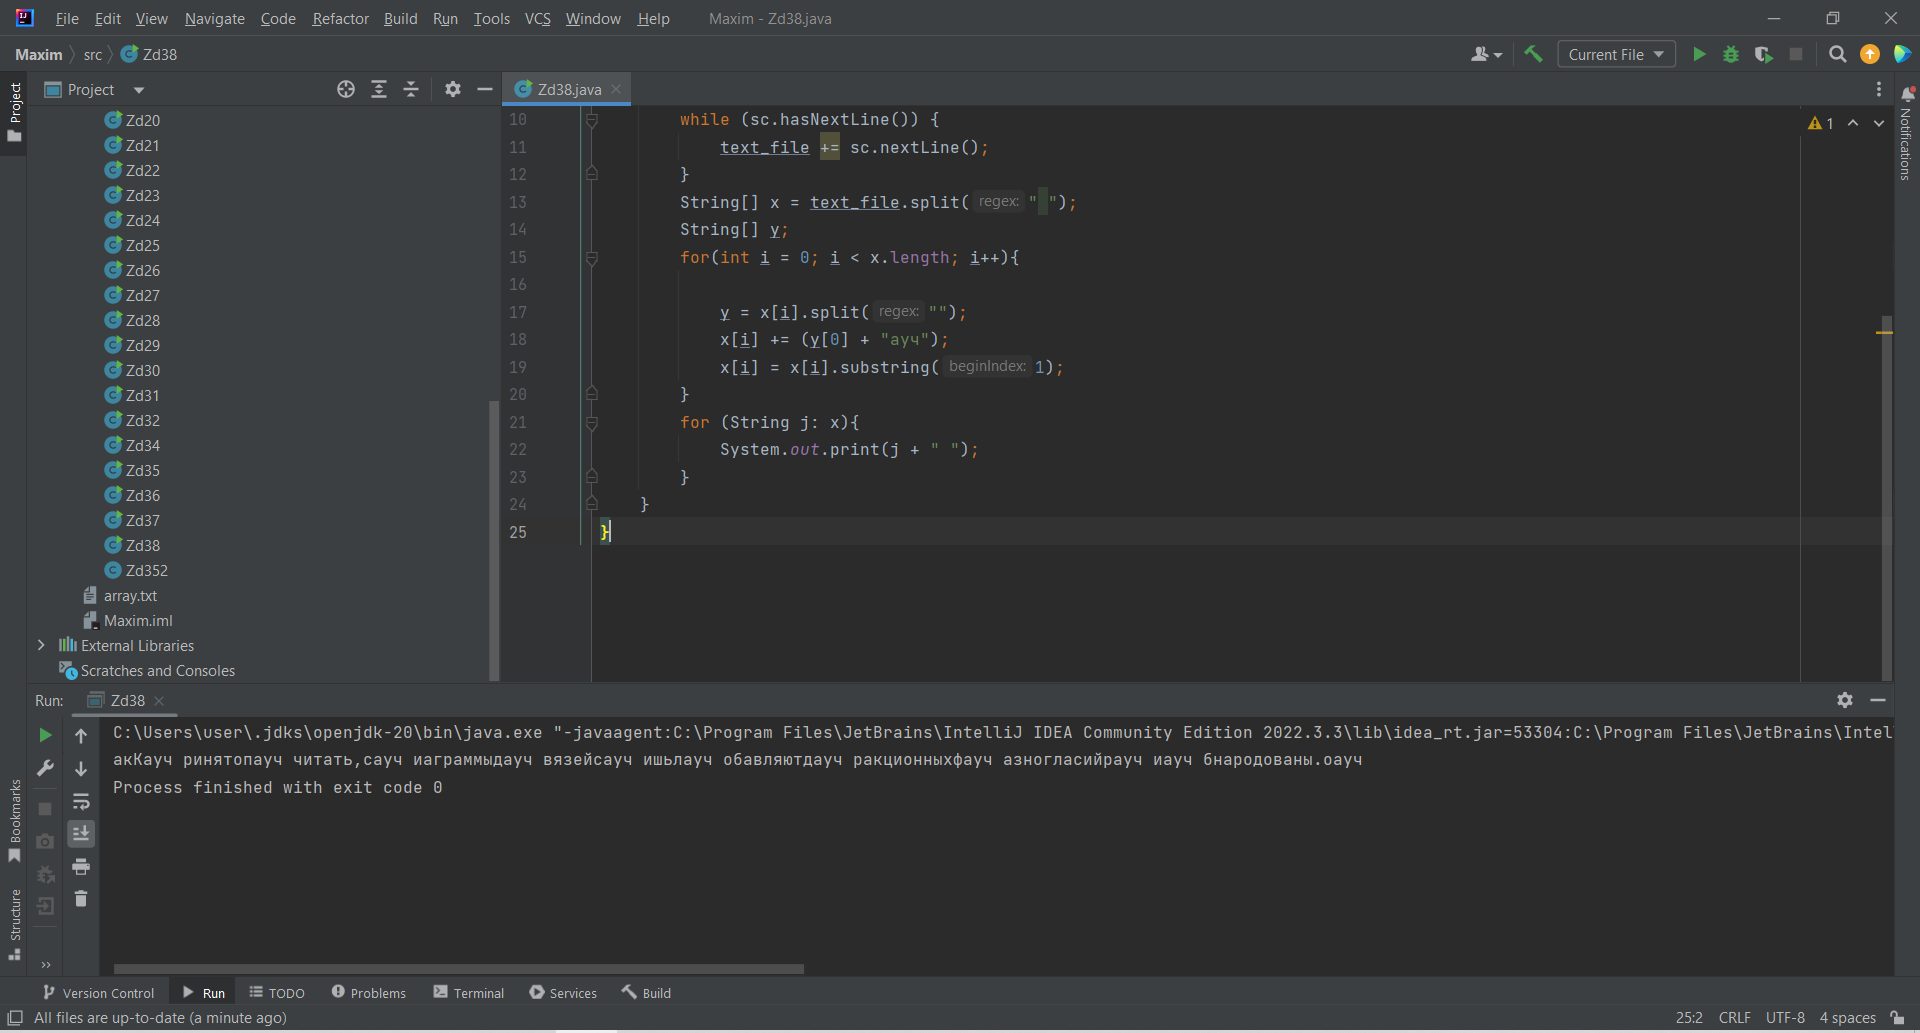 File Edit View Navigate Code Refactor Build Run Tools VCS Window Help Maxim - Zd38.java
Maxim src Zd38 Current File
Project
Project
Zd38.java
Notifications
Zd20
Zd21
Zd22
Zd23
Zd24
Zd25
Zd26
Zd27
Zd28
Zd29
Zd30
Zd31
Zd32
Zd34
Zd35
Zd36
Zd37
Zd38
Zd352
array.txt
Maxim.iml
External Libraries
Scratches and Consoles
1
10 while (sc.hasNextLine()) {
11 text_file += sc.nextLine();
12 }
13 String[] x = text_file.split( regex: " ");
14 String[] y;
15 for(int i = 0; i < x.length; i++){
16
17 y = x[i].split( regex: "");
18 x[i] += (y[0] + "ауч");
19 x[i] = x[i].substring( beginIndex: 1);
20 }
21 for (String j: x){
22 System.out.print(j + " ");
23 }
24 }
25 }
Run: Zd38
C:\Users\user\.jdks\openjdk-20\bin\java.exe "-javaagent:C:\Program Files\JetBrains\IntelliJ IDEA Community Edition 2022.3.3\lib\idea_rt.jar=53304:C:\Program Files\JetBrains\Intel
акКауч ринятопауч читать,сауч играммыдауч вязейсауч ишьлауч обавляютдауч ракционныхфауч азногласийрауч иауч бнародованы.оауч
Process finished with exit code 0
Bookmarks
Structure
Version Control Run TODO Problems Terminal Services Build
All files are up-to-date (a minute ago) 25:2 CRLF UTF-8 4 spaces